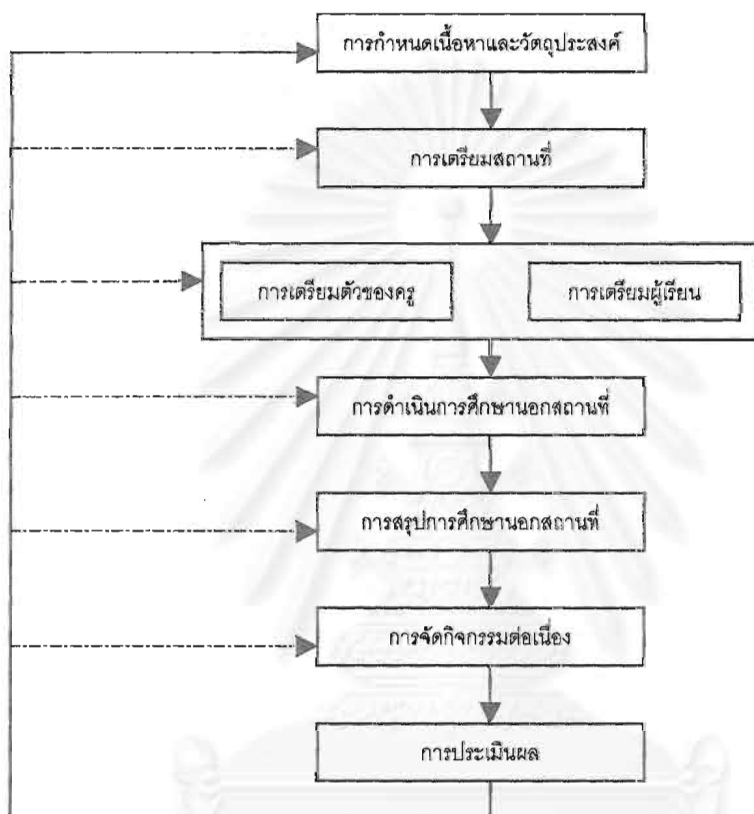 การกำหนดเนื้อหาและวัตถุประสงค์
การเตรียมสถานที่
การเตรียมตัวของครู
การเตรียมผู้เรียน
การดำเนินการศึกษานอกสถานที่
การสรุปการศึกษานอกสถานที่
การจัดกิจกรรมต่อเนื่อง
การประเมินผล